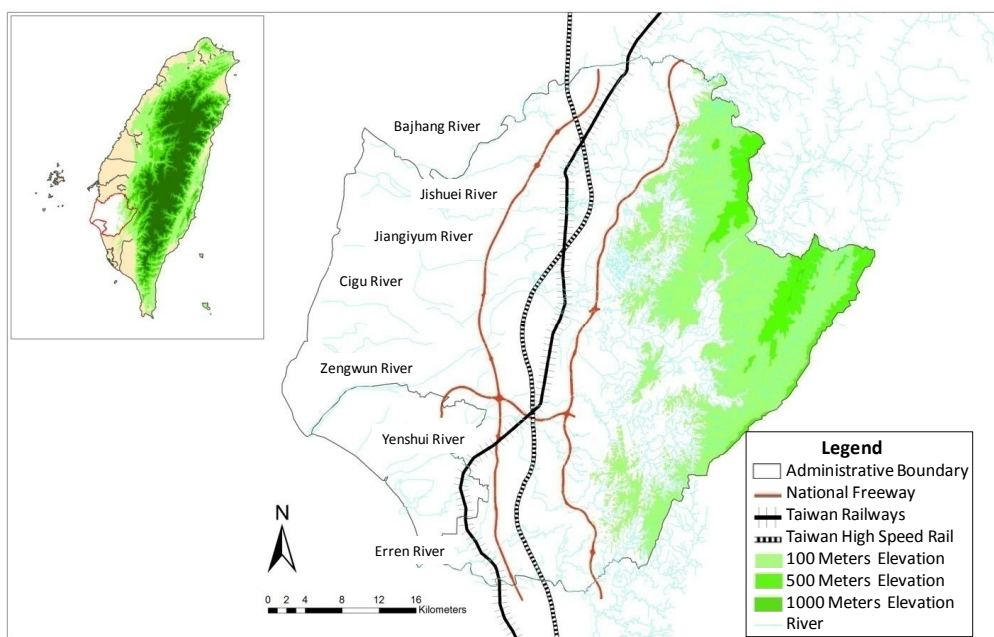 Bajhang River
Jishuei River
Jiangiyum River
Cigu River
Zengwun River
Yenshui River
Erren River
N
0 2 4 8 12 16
Kilometers
Legend
Administrative Boundary
National Freeway
Taiwan Railways
Taiwan High Speed Rail
100 Meters Elevation
500 Meters Elevation
1000 Meters Elevation
River